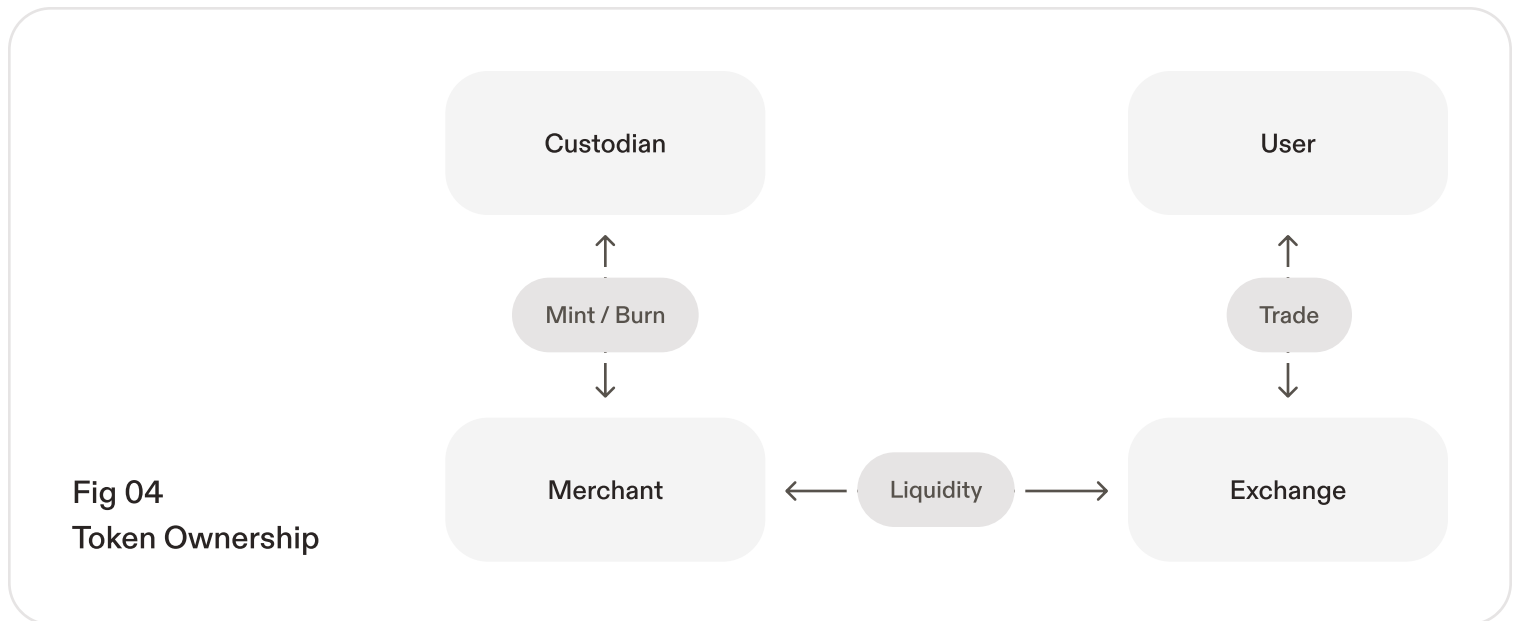 Custodian
User
Mint / Burn
Trade
Merchant
Liquidity
Exchange
Fig 04
Token Ownership